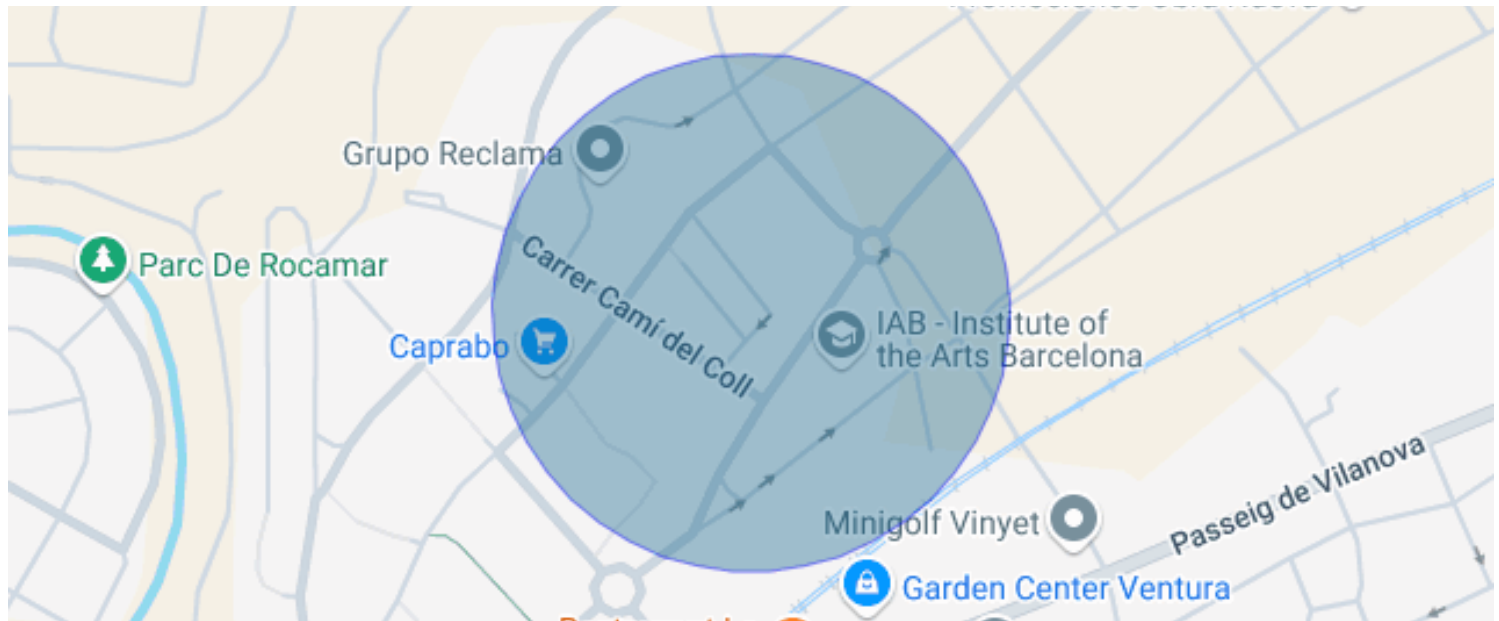 Grupo Reclama
Parc De Rocamar
Carrer Camí del Coll
Caprabo
IAB - Institute of
the Arts Barcelona
Passeig de Vilanova
Minigolf Vinyet
Garden Center Ventura